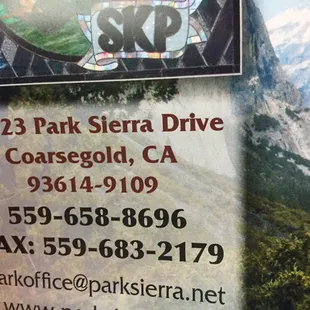 SKP
23 Park Sierra Drive
Coarsegold, CA
93614-9109
559-658-8696
AX: 559-683-2179
arkoffice@parksierra.net